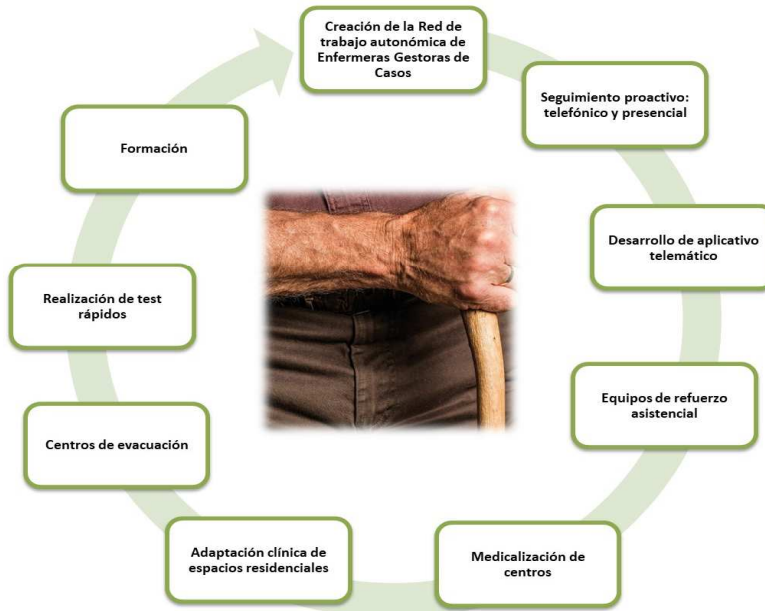 Creación de la Red de
trabajo autonómica de
Enfermeras Gestoras de
Casos
Seguimiento proactivo:
telefónico y presencial
Desarrollo de aplicativo
telemático
Equipos de refuerzo
asistencial
Medicalización de
centros
Adaptación clínica de
espacios residenciales
Centros de evacuación
Realización de test
rápidos
Formación